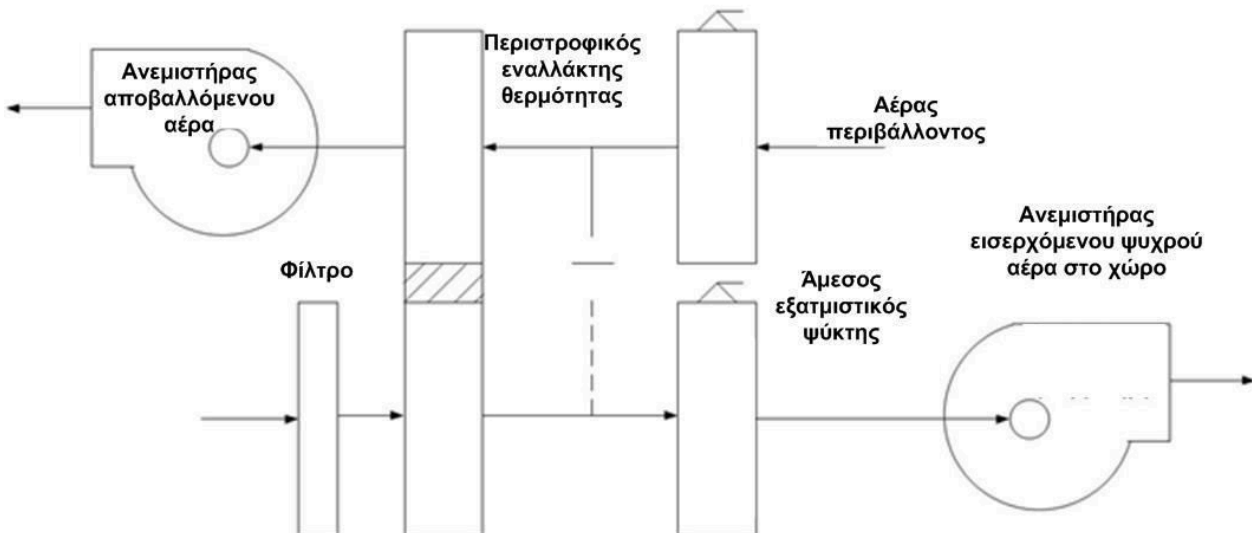 Ανεμιστήρας
αποβαλλόμενου
αέρα
Περιστροφικός
εναλλάκτης
θερμότητας
Αέρας
περιβάλλοντος
Φίλτρο
Άμεσος
εξατμιστικός
ψύκτης
Ανεμιστήρας
εισερχόμενου ψυχρού
αέρα στο χώρο